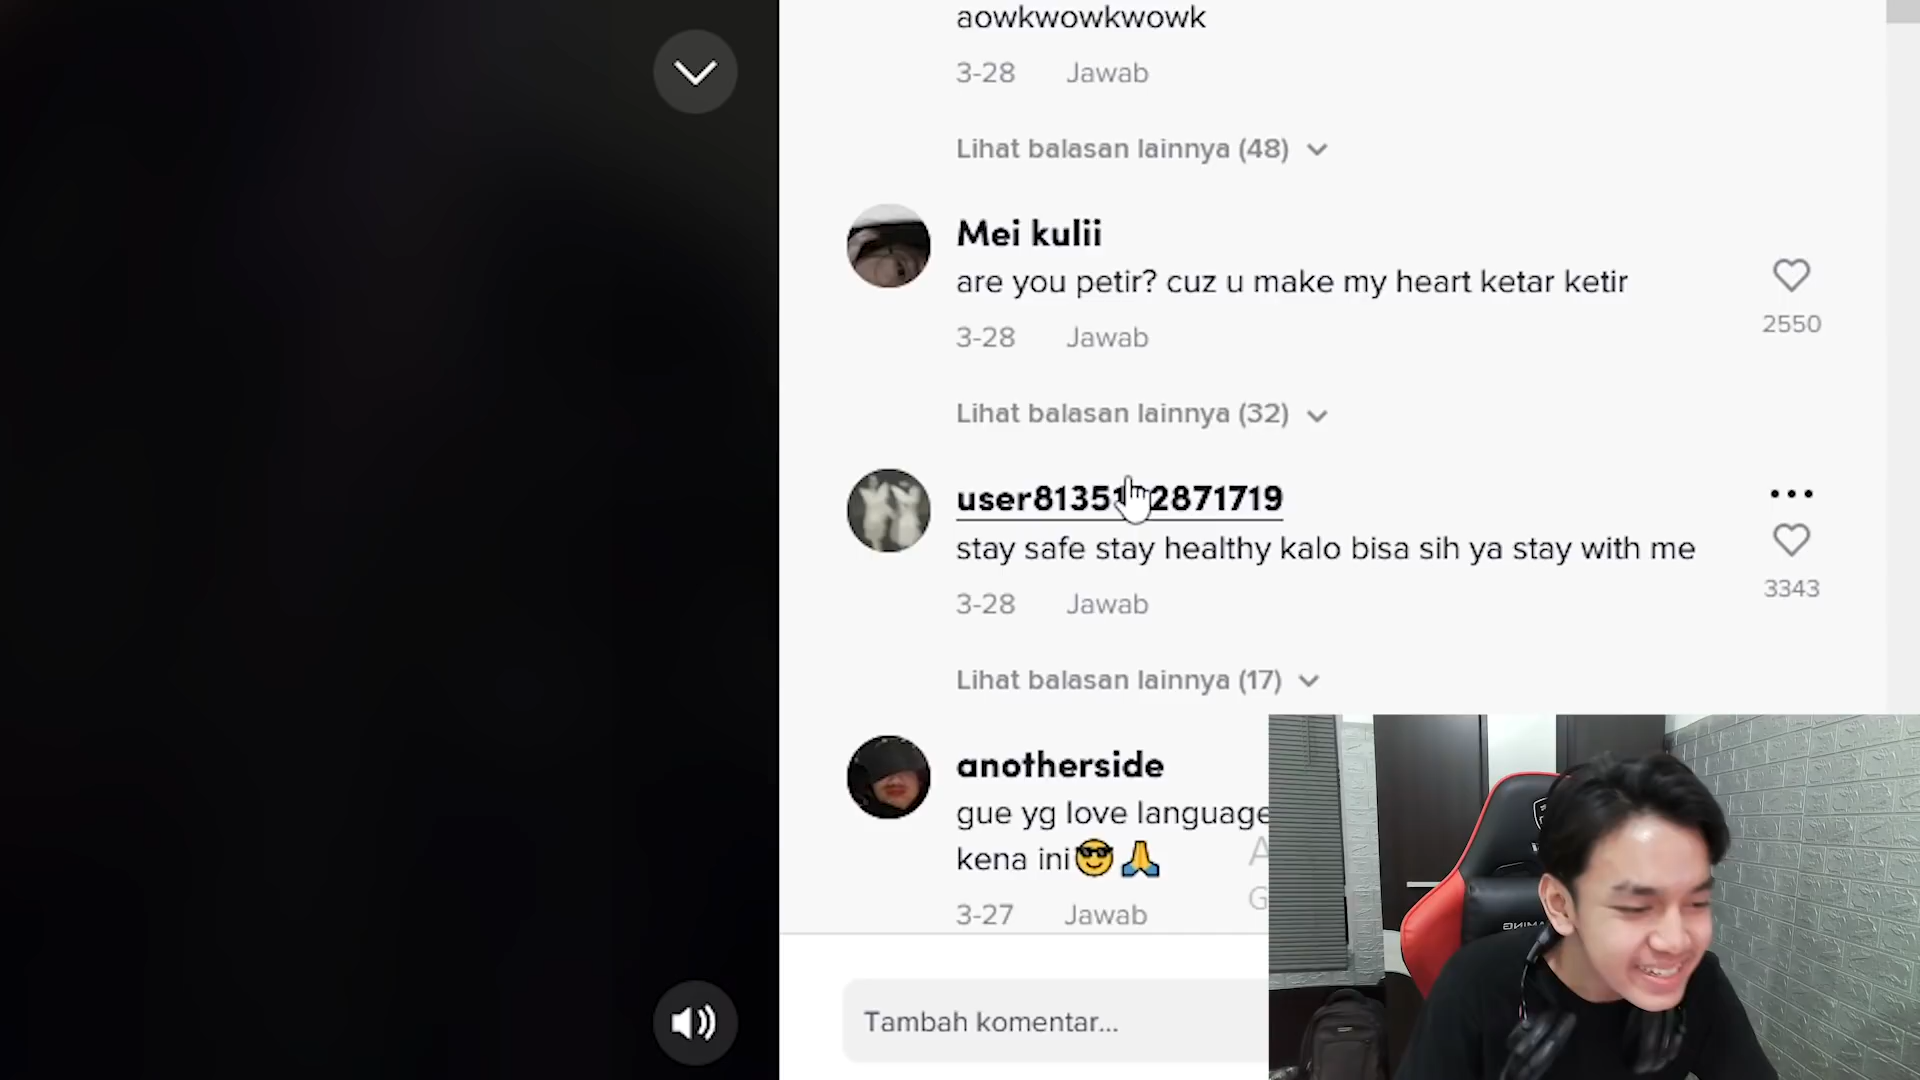 aowkwowkwowk
3-28 Jawab
Lihat balasan lainnya (48)
Mei kulii
are you petir? cuz u make my heart ketar ketir
2550
3-28 Jawab
Lihat balasan lainnya (32)
stay safe stay healthy kalo bisa sih ya stay with me
3343
3-28 Jawab
Lihat balasan lainnya (17)
anotherside
gue yg love language
kena ini😎🙏
3-27 Jawab
Tambah komentar...